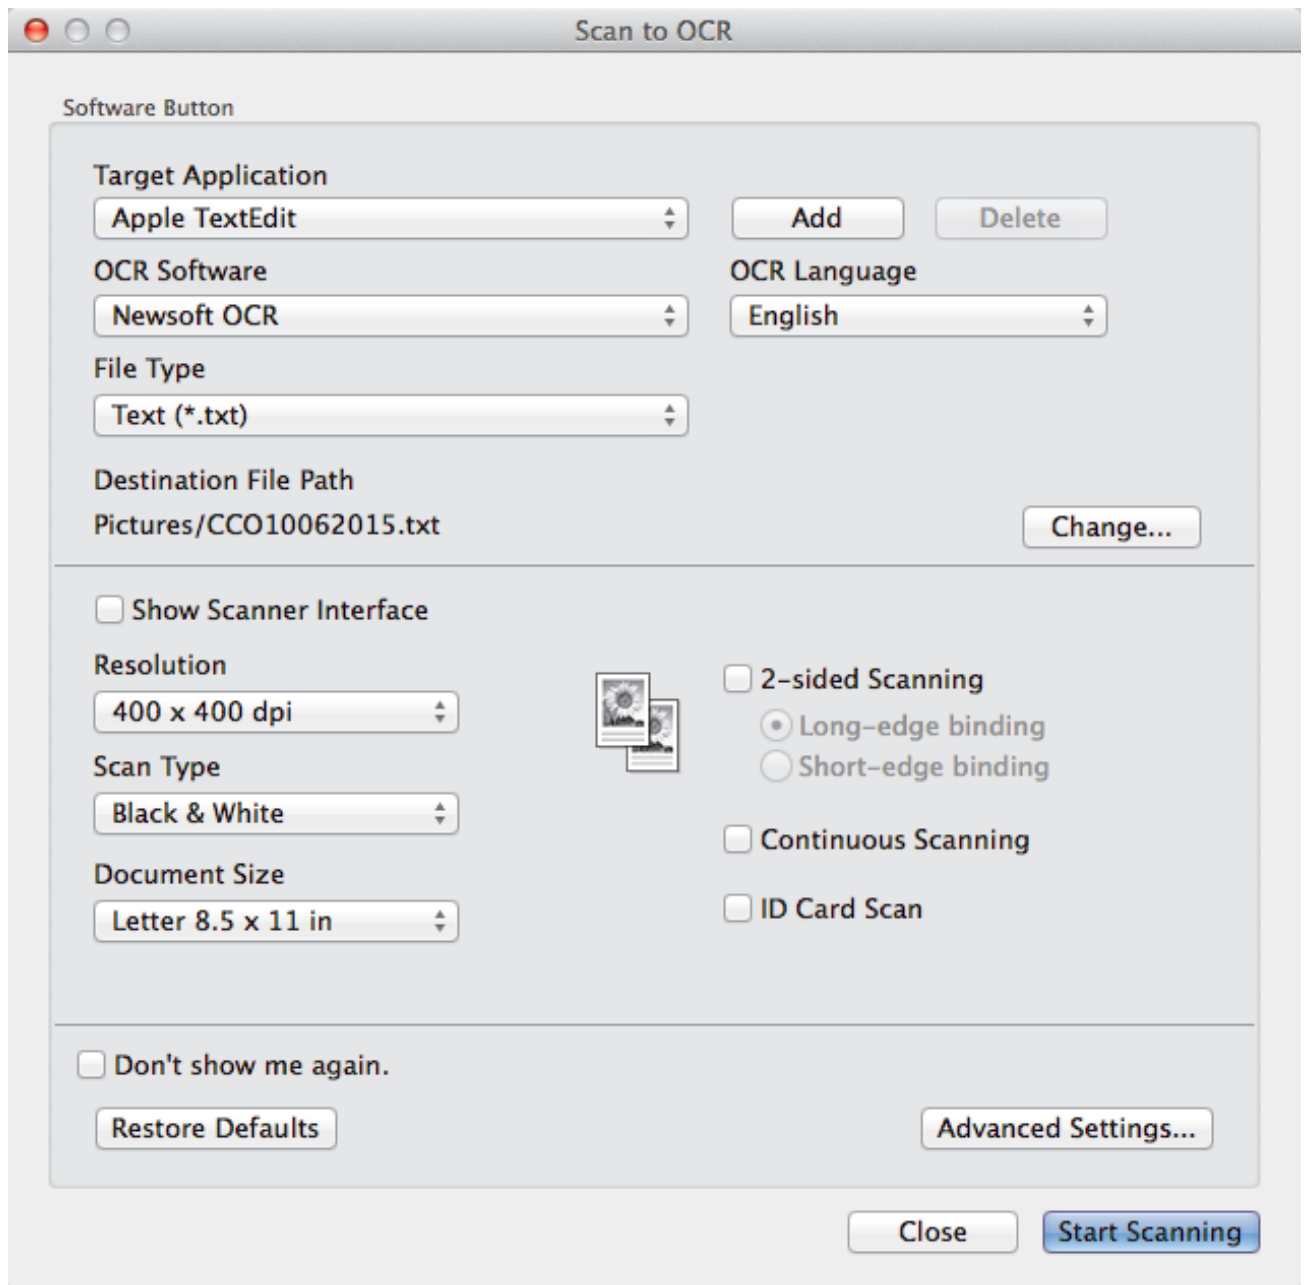 Scan to OCR
Software Button
Target Application
Apple TextEdit Add Delete
OCR Software OCR Language
Newsoft OCR English
File Type
Text (*.txt)
Destination File Path
Pictures/CCO10062015.txt Change...
Show Scanner Interface
Resolution
2-sided Scanning
400 x 400 dpi Long-edge binding
Scan Type Short-edge binding
Black & White
Continuous Scanning
Document Size
Letter 8.5 x 11 in ID Card Scan
Don't show me again.
Restore Defaults Advanced Settings...
Close Start Scanning